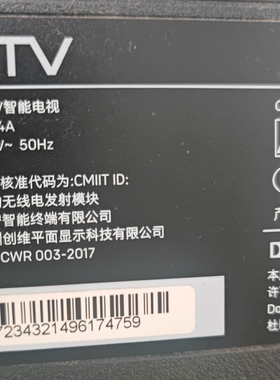 TV
/智能电视
4A
V~ 50Hz
核准代码为:CMIIT ID:
的无线电发射模块
智能终端有限公司
创维平面显示科技有限公司
CWR 003-2017
7234321496174759
D
本
许
Do
杜